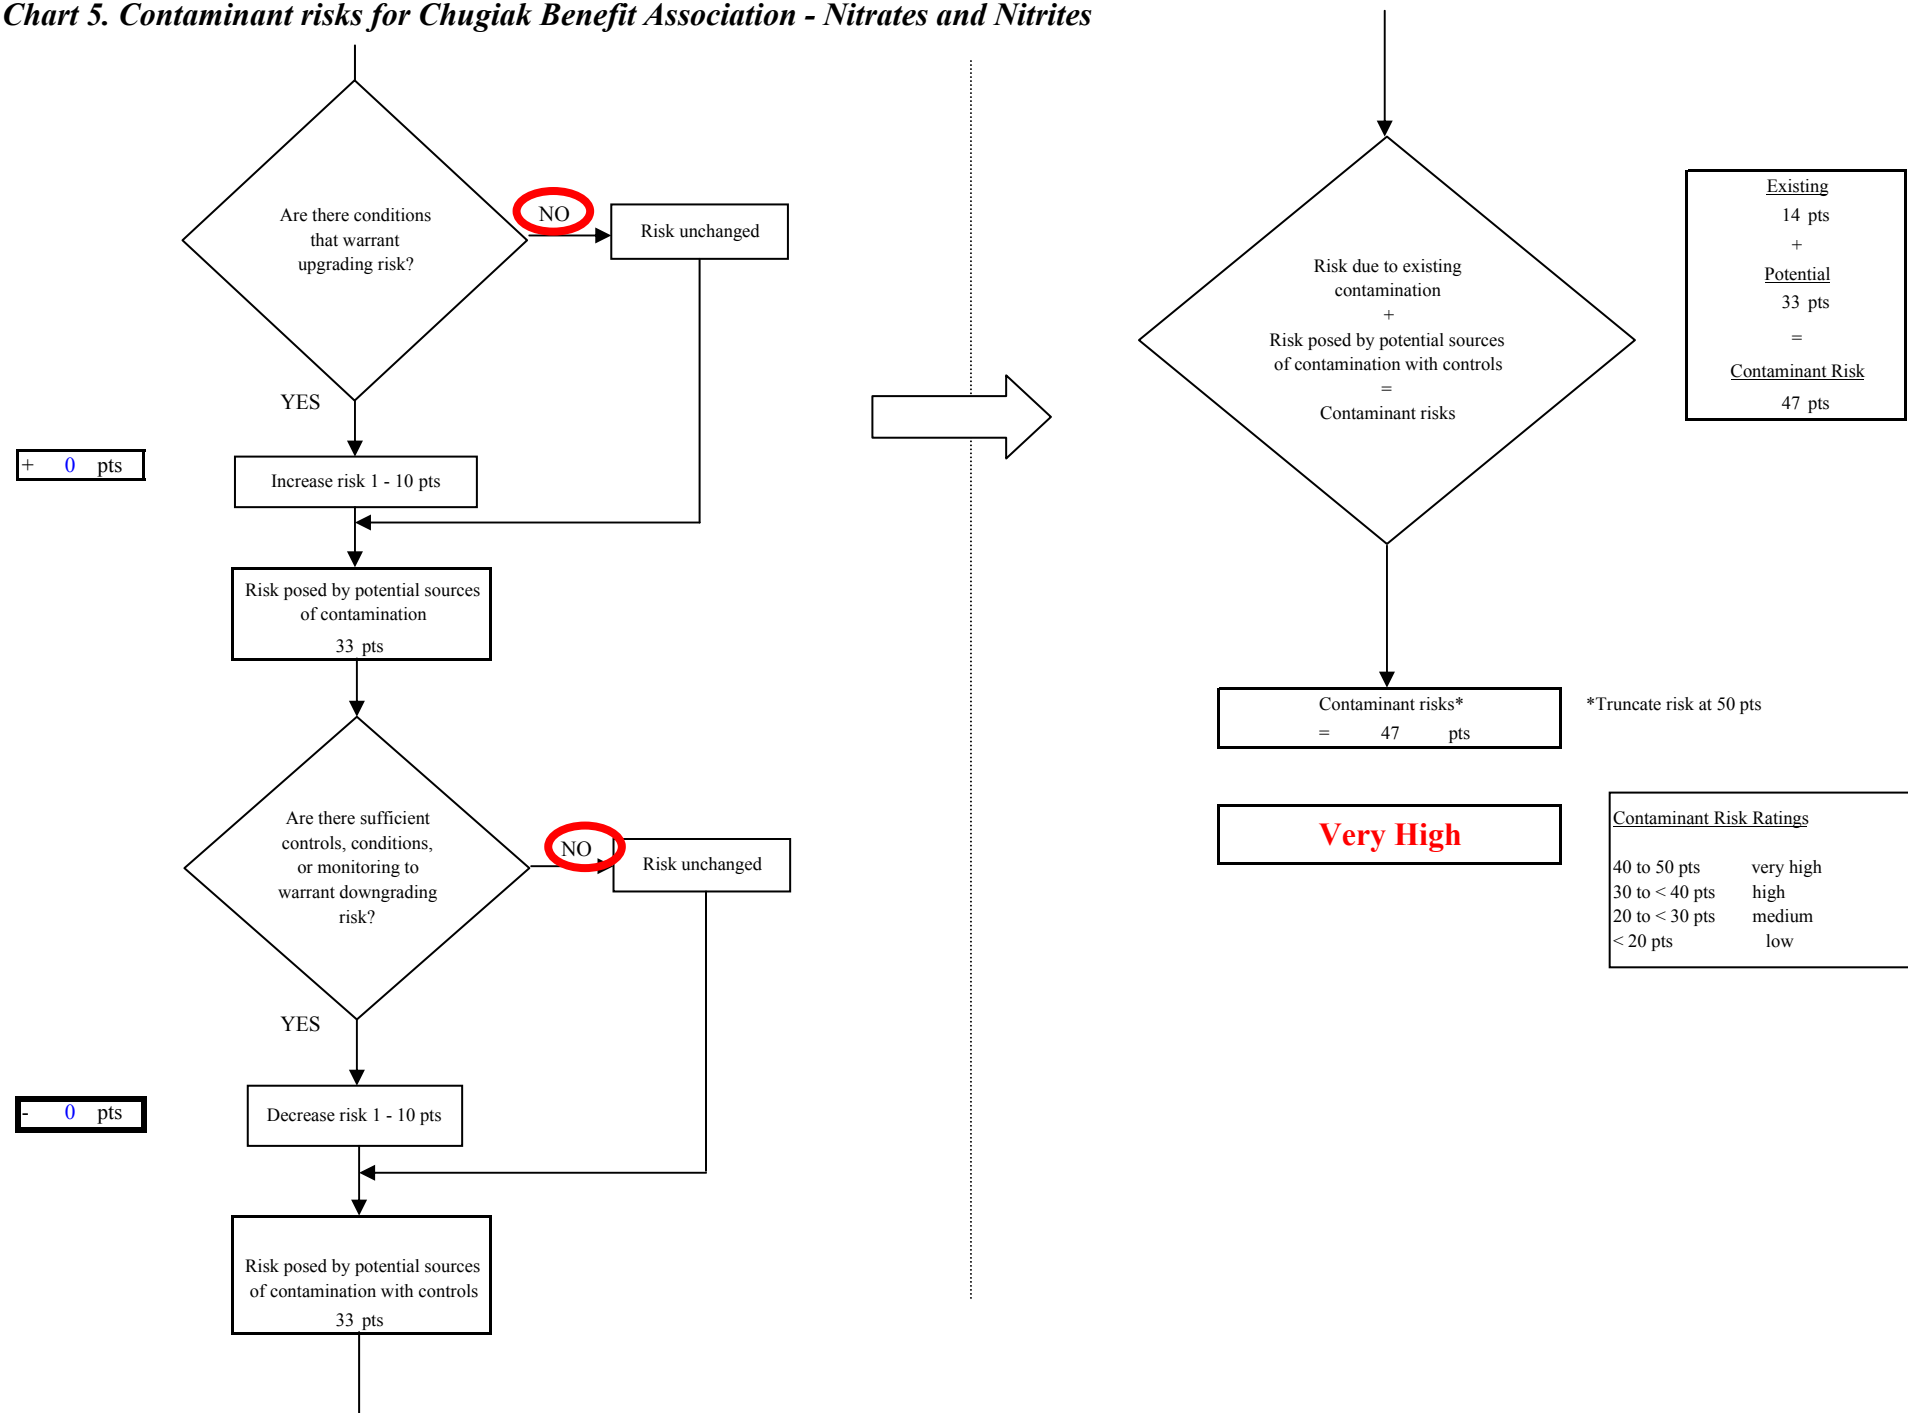 Chart 5. Contaminant risks for Chugiak Benefit Association - Nitrates and Nitrites
Are there conditions
that warrant
upgrading risk?
NO
Risk unchanged
YES
+ 0 pts
Increase risk 1 - 10 pts
Risk posed by potential sources
of contamination
33 pts
Are there sufficient
controls, conditions,
or monitoring to
warrant downgrading
risk?
NO
Risk unchanged
YES
- 0 pts
Decrease risk 1 - 10 pts
Risk posed by potential sources
of contamination with controls
33 pts
Risk due to existing
contamination
+
Risk posed by potential sources
of contamination with controls
=
Contaminant risks
Existing
14 pts
+
Potential
33 pts
=
Contaminant Risk
47 pts
Contaminant risks*
= 47 pts
*Truncate risk at 50 pts
Very High
Contaminant Risk Ratings
40 to 50 pts very high
30 to < 40 pts high
20 to < 30 pts medium
< 20 pts low